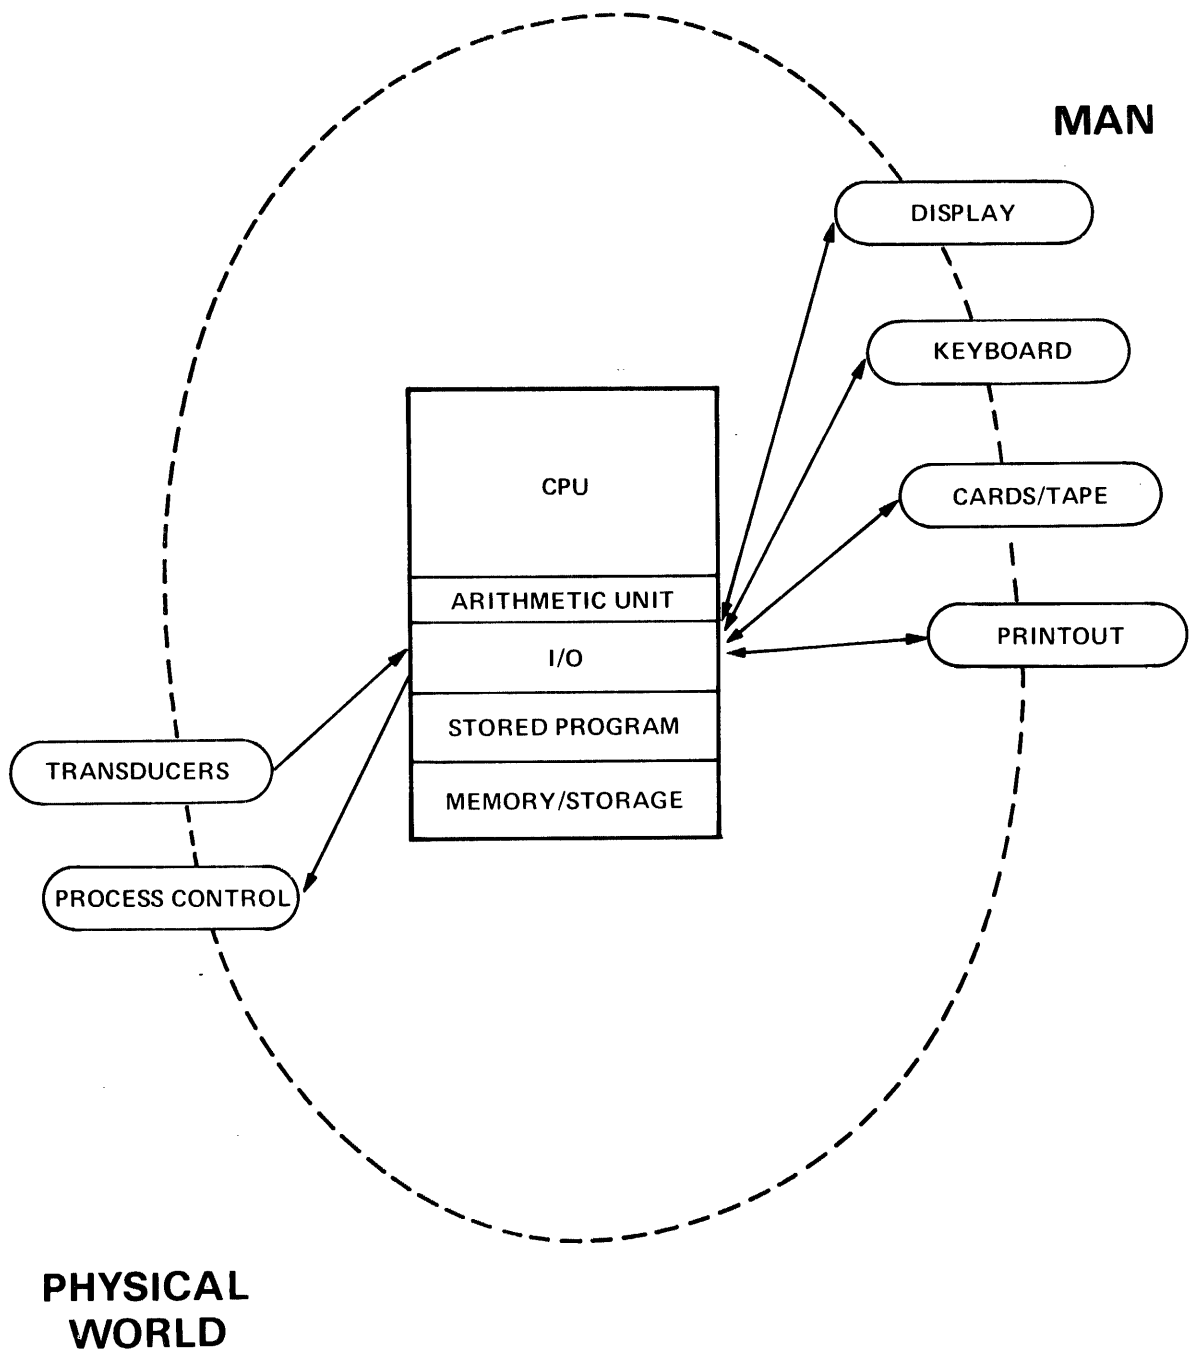 MAN
DISPLAY
KEYBOARD
CARDS/TAPE
PRINTOUT
CPU
ARITHMETIC UNIT
I/O
STORED PROGRAM
MEMORY/STORAGE
TRANSDUCERS
PROCESS CONTROL
PHYSICAL
WORLD